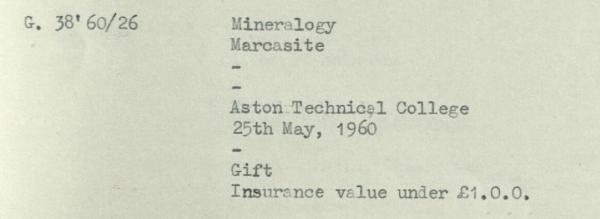 G. 38'60/26 Mineralogy
Marcasite
-
-
Aston Technical College
25th May, 1960
-
Gift
Insurance value under £1.0.0.